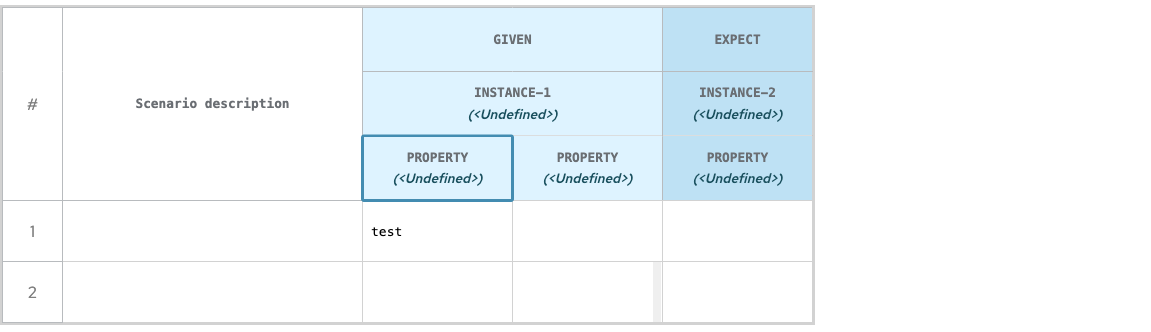 #
Scenario description
GIVEN
EXPECT
INSTANCE-1
(<Undefined>)
INSTANCE-2
(<Undefined>)
PROPERTY
(<Undefined>)
PROPERTY
(<Undefined>)
PROPERTY
(<Undefined>)
1
test
2